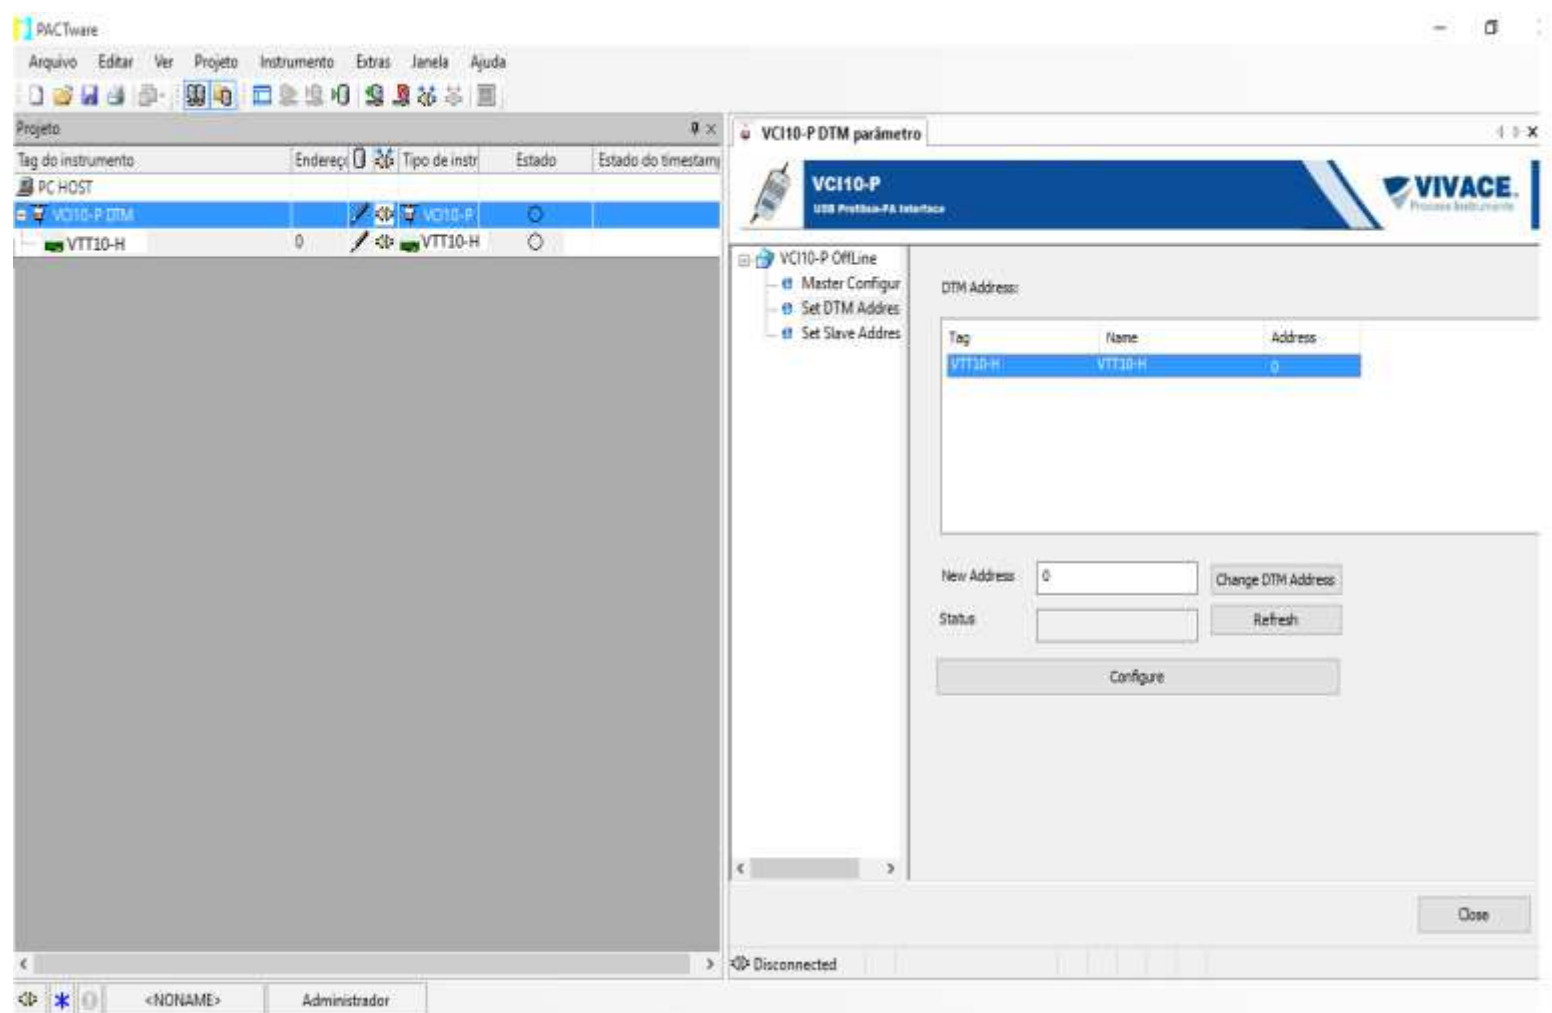 PACTware
Arquivo Editar Ver Projeto Instrumento Extras Janela Ajuda
Projeto
Tag do instrumento Endereç Tipo de instr Estado Estado do timestamp
PC HOST
VCI10-P DTM VCI10-P
VTT10-H 0 VTT10-H
VCI10-P DTM parâmetro
VCI10-P
USB Profibus-PA Interface
VIVACE
Process Instruments
VCI10-P OffLine
Master Configur
Set DTM Addres
Set Slave Addres
DTM Address:
Tag Name Address
VTT10-H VTT10-H 0
New Address 0 Change DTM Address
Status Refresh
Configure
Close
Disconnected
<NONAME> Administrador